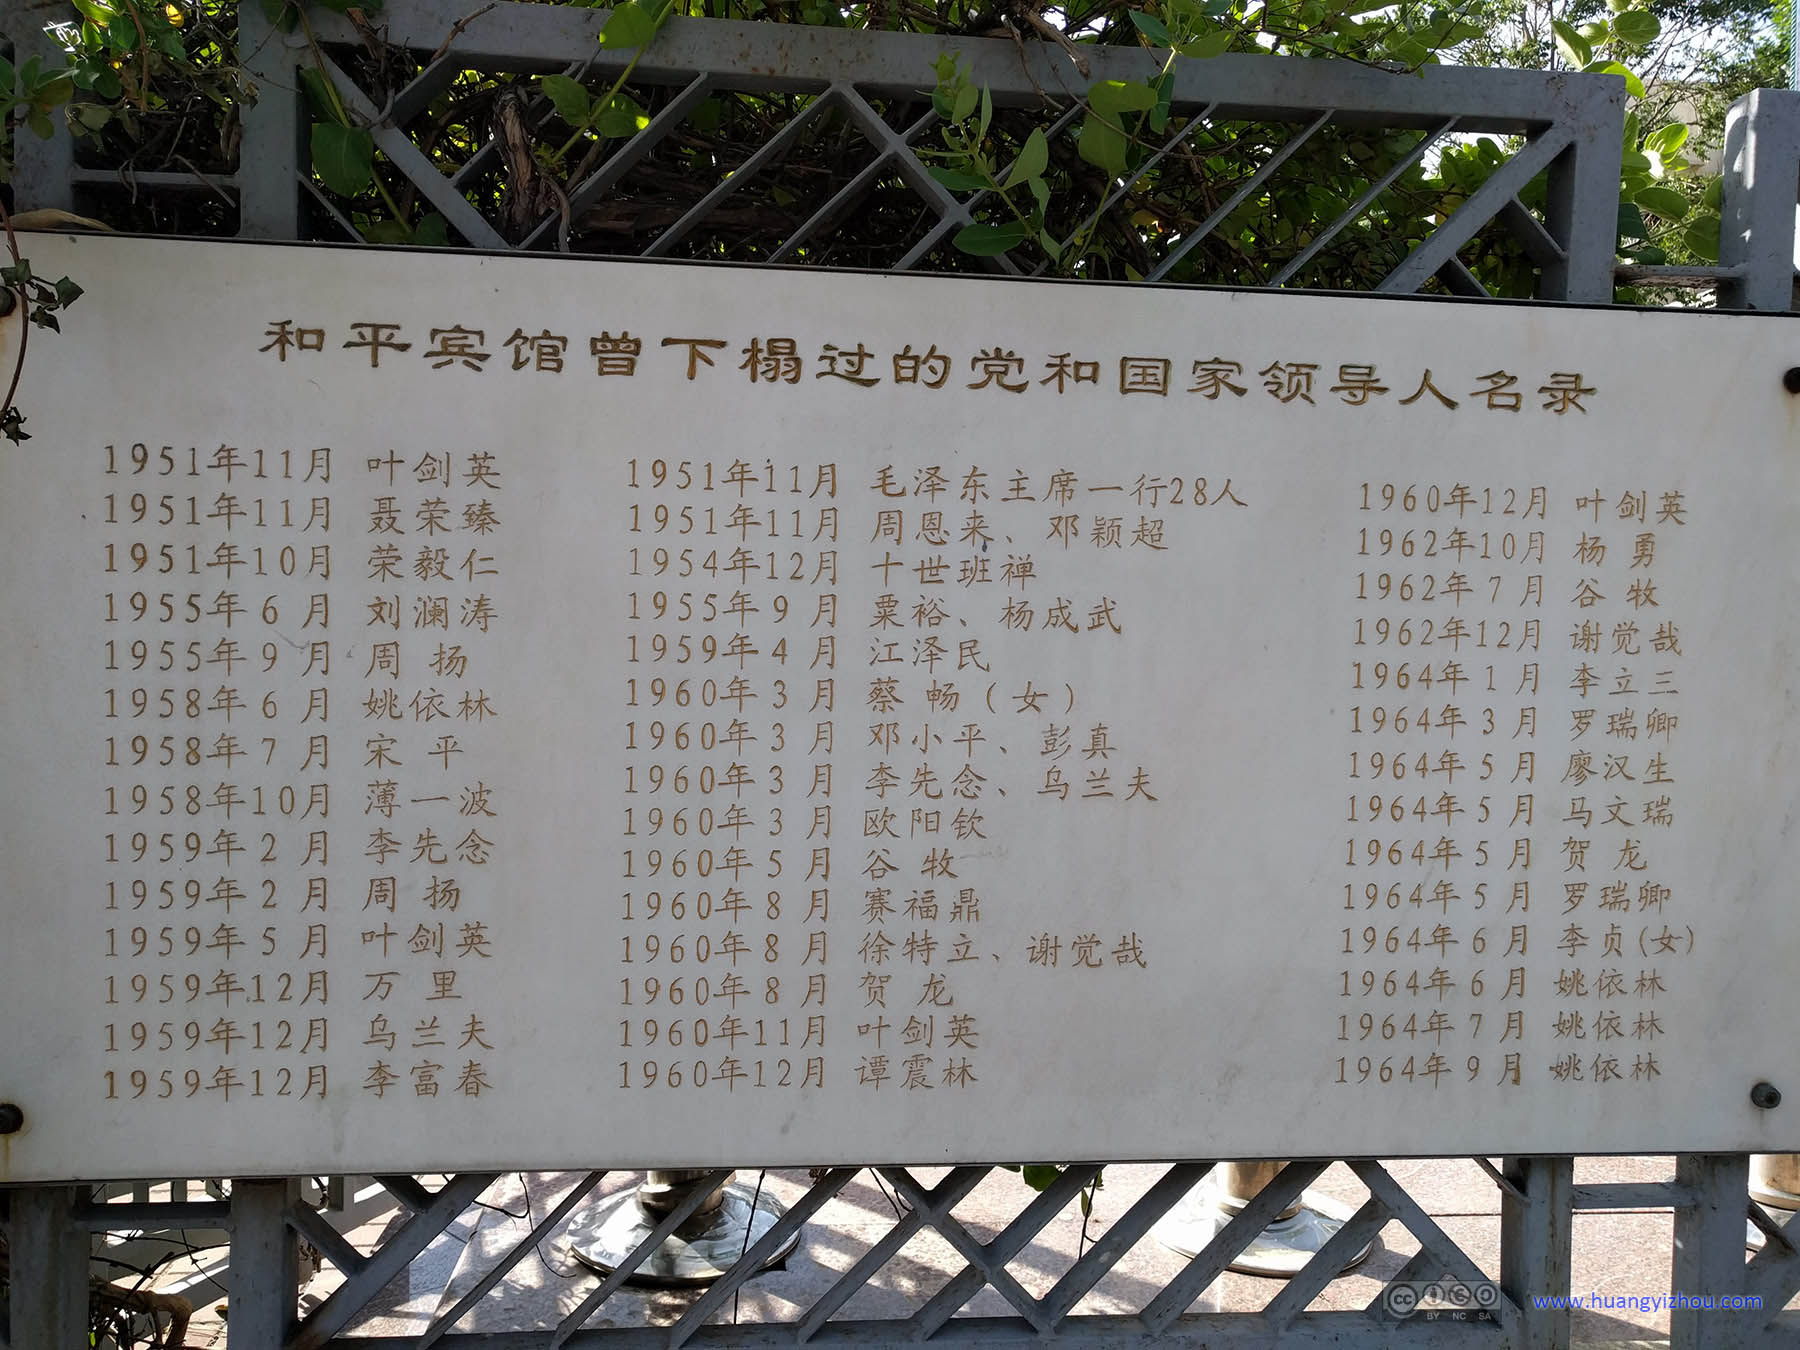 和平宾馆曾下榻过的党和国家领导人名录
1951年11月 叶剑英
1951年11月 聂荣臻
1951年10月 荣毅仁
1955年6月 刘澜涛
1955年9月 周扬
1958年6月 姚依林
1958年7月 宋平
1958年10月 薄一波
1959年2月 李先念
1959年2月 周扬
1959年5月 叶剑英
1959年12月 万里
1959年12月 乌兰夫
1959年12月 李富春
1951年11月 毛泽东主席一行28人
1951年11月 周恩来、邓颖超
1954年12月 十世班禅
1955年9月 粟裕、杨成武
1959年4月 江泽民
1960年3月 蔡畅（女）
1960年3月 邓小平、彭真
1960年3月 李先念、乌兰夫
1960年3月 欧阳钦
1960年5月 谷牧
1960年8月 赛福鼎
1960年8月 徐特立、谢觉哉
1960年8月 贺龙
1960年11月 叶剑英
1960年12月 谭震林
1960年12月 叶剑英
1962年10月 杨勇
1962年7月 谷牧
1962年12月 谢觉哉
1964年1月 李立三
1964年3月 罗瑞卿
1964年5月 廖汉生
1964年5月 马文瑞
1964年5月 贺龙
1964年5月 罗瑞卿
1964年6月 李贞(女)
1964年6月 姚依林
1964年7月 姚依林
1964年9月 姚依林
cc BY NC SA
www.huangyizhou.com